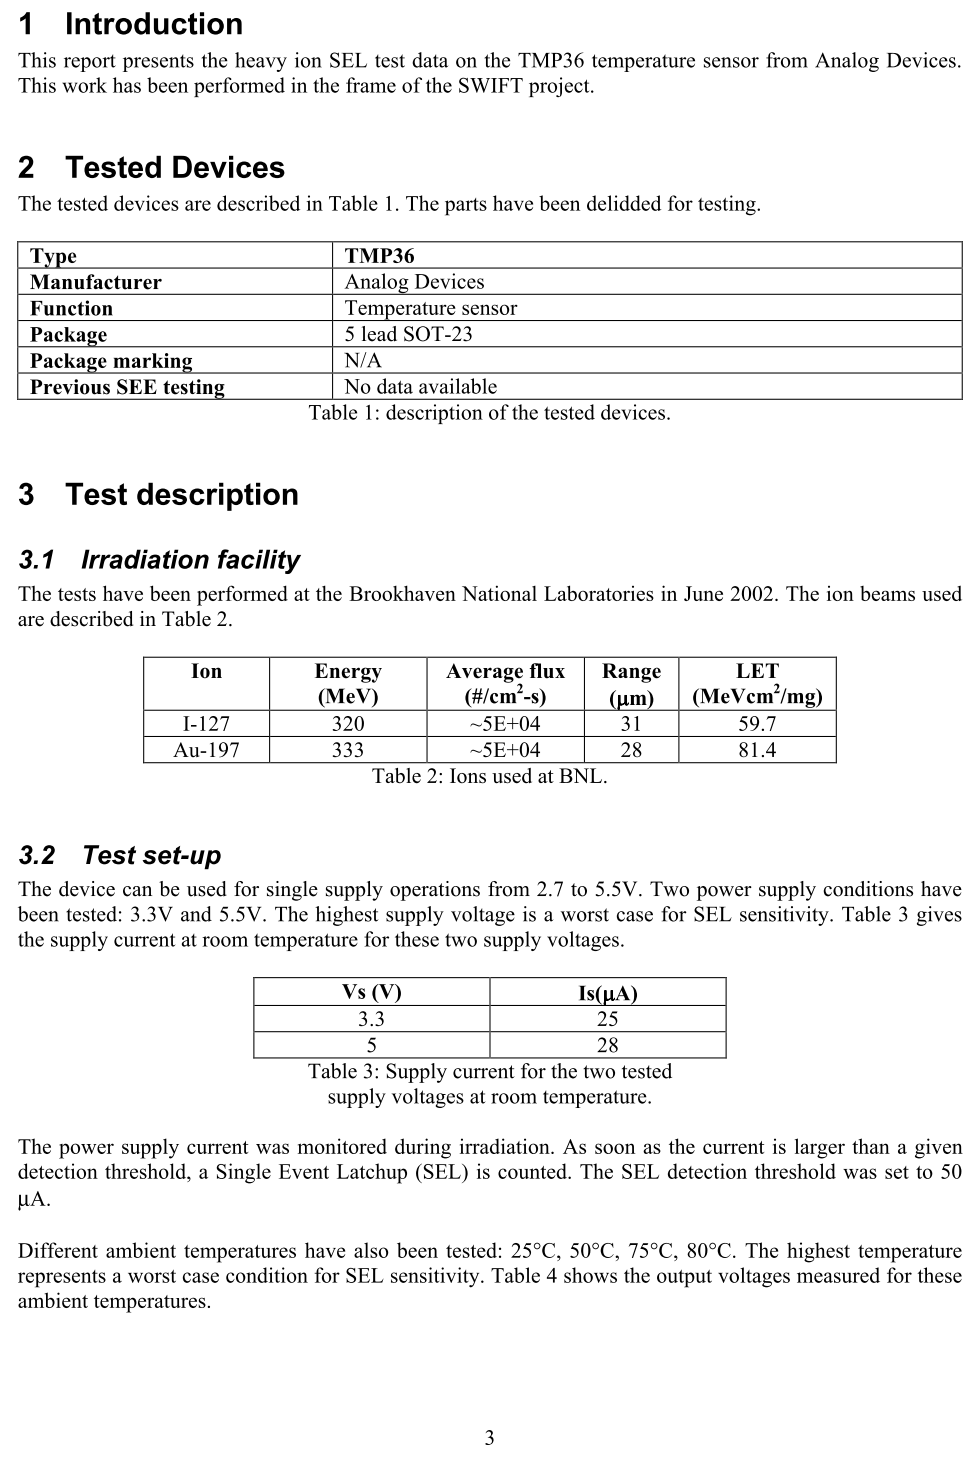 1 Introduction
This report presents the heavy ion SEL test data on the TMP36 temperature sensor from Analog Devices.
This work has been performed in the frame of the SWIFT project.
2 Tested Devices
The tested devices are described in Table 1. The parts have been delidded for testing.
Type TMP36
Manufacturer Analog Devices
Function Temperature sensor
Package 5 lead SOT-23
Package marking N/A
Previous SEE testing No data available
Table 1: description of the tested devices.
3 Test description
3.1 Irradiation facility
The tests have been performed at the Brookhaven National Laboratories in June 2002. The ion beams used
are described in Table 2.
Ion Energy Average flux Range LET
(MeV) (#/cm²-s) (µm) (MeVcm²/mg)
I-127 320 ~5E+04 31 59.7
Au-197 333 ~5E+04 28 81.4
Table 2: Ions used at BNL.
3.2 Test set-up
The device can be used for single supply operations from 2.7 to 5.5V. Two power supply conditions have
been tested: 3.3V and 5.5V. The highest supply voltage is a worst case for SEL sensitivity. Table 3 gives
the supply current at room temperature for these two supply voltages.
Vs (V) Is(µA)
3.3 25
5 28
Table 3: Supply current for the two tested
supply voltages at room temperature.
The power supply current was monitored during irradiation. As soon as the current is larger than a given
detection threshold, a Single Event Latchup (SEL) is counted. The SEL detection threshold was set to 50
µA.
Different ambient temperatures have also been tested: 25°C, 50°C, 75°C, 80°C. The highest temperature
represents a worst case condition for SEL sensitivity. Table 4 shows the output voltages measured for these
ambient temperatures.
3